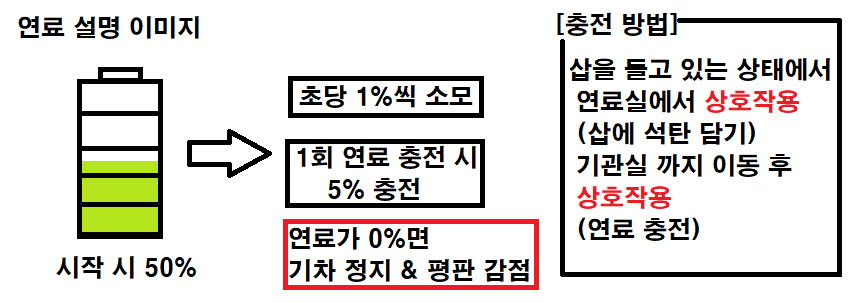 연료 설명 이미지
시작 시 50%
초당 1%씩 소모
1회 연료 충전 시
5% 충전
연료가 0%면
기차 정지 & 평판 감점
[충전 방법]
삽을 들고 있는 상태에서
연료실에서 상호작용
(삽에 석탄 담기)
기관실 까지 이동 후
상호작용
(연료 충전)